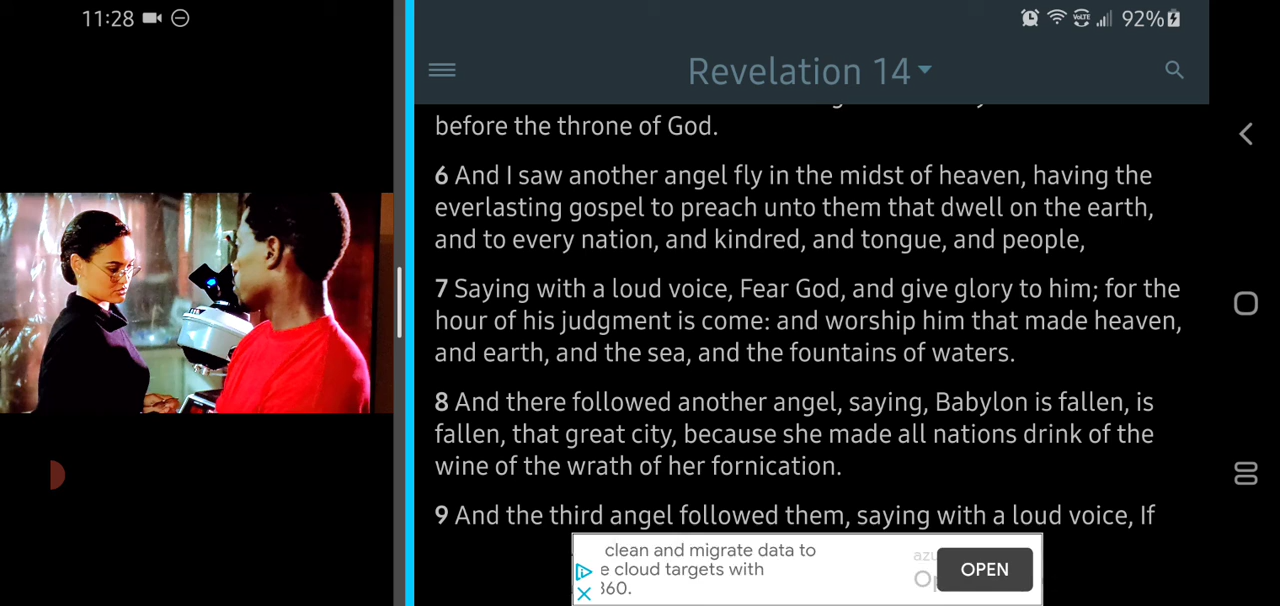 11:28
92%
Revelation 14
before the throne of God.
6 And I saw another angel fly in the midst of heaven, having the
everlasting gospel to preach unto them that dwell on the earth,
and to every nation, and kindred, and tongue, and people,
7 Saying with a loud voice, Fear God, and give glory to him; for the
hour of his judgment is come: and worship him that made heaven,
and earth, and the sea, and the fountains of waters.
8 And there followed another angel, saying, Babylon is fallen, is
fallen, that great city, because she made all nations drink of the
wine of the wrath of her fornication.
9 And the third angel followed them, saying with a loud voice, If
clean and migrate data to
e cloud targets with
360.
OPEN